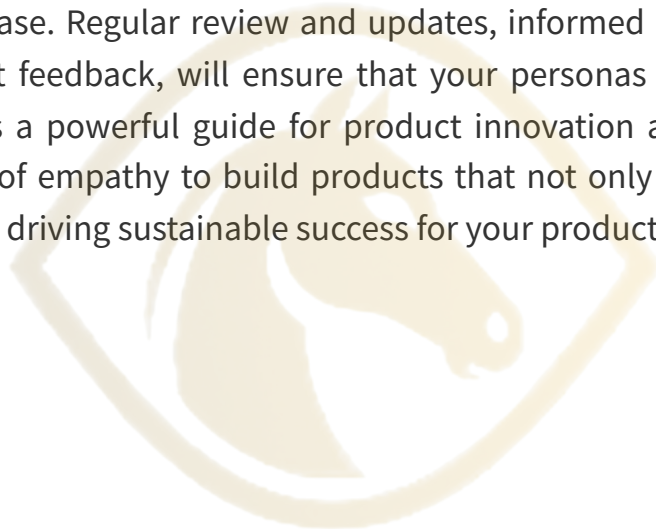 ase. Regular review and updates, informed
t feedback, will ensure that your personas
s a powerful guide for product innovation a
of empathy to build products that not only
driving sustainable success for your product